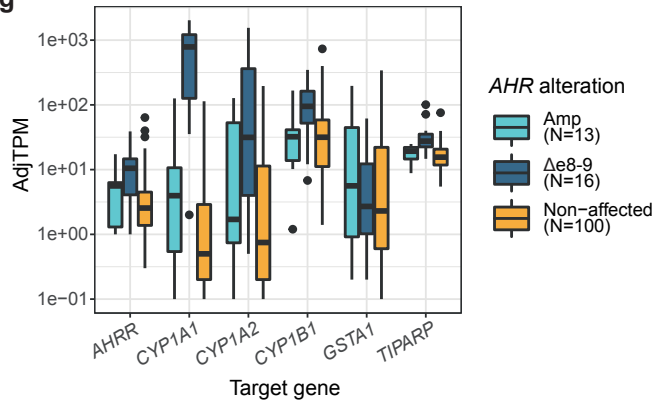 g
AdjTPM
1e+03
1e+02
1e+01
1e+00
1e−01
AHRR
CYP1A1
CYP1A2
CYP1B1
GSTA1
TIPARP
Target gene
AHR alteration
Amp
(N=13)
Δe8-9
(N=16)
Non−affected
(N=100)